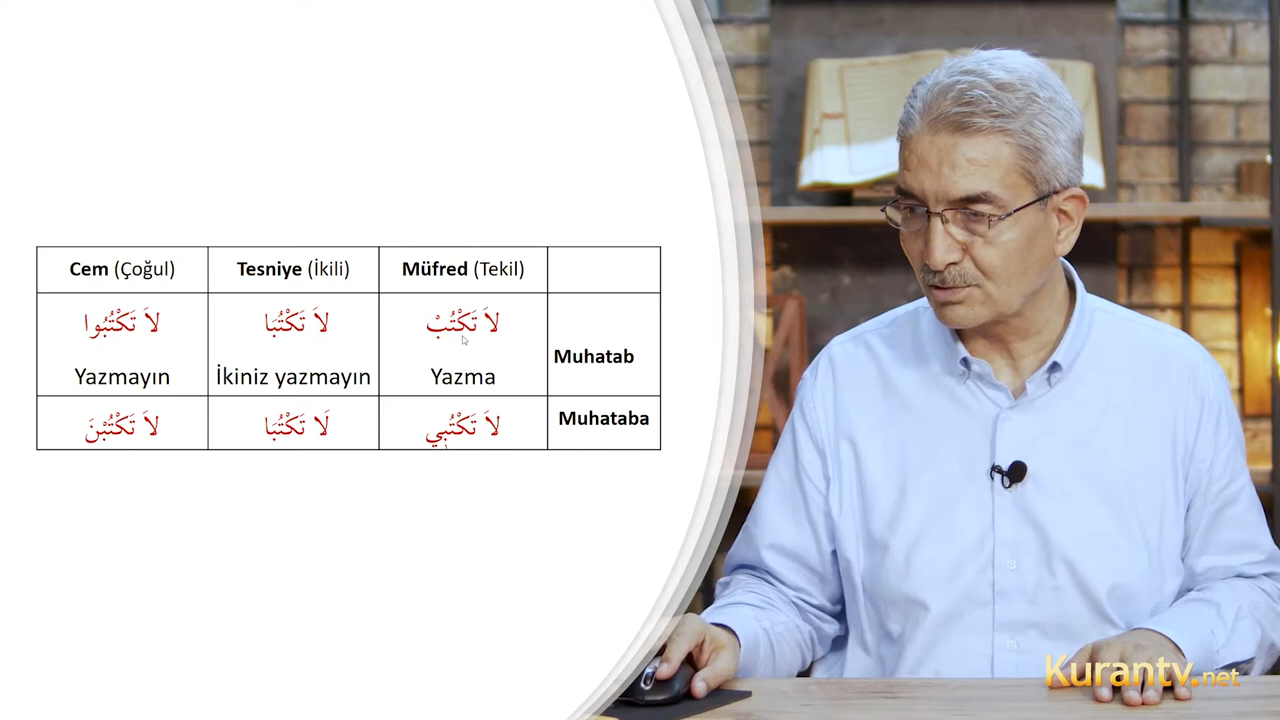 Cem (Çoğul) Tesniye (İkili) Müfred (Tekil)
لاَ تَكْتُبُوا لاَ تَكْتُبَا لاَ تَكْتُبْ
Muhatab
Yazmayın İkiniz yazmayın Yazma
لاَ تَكْتُبْنَ لَا تَكْتُبَا لاَ تَكْتُبِي Muhataba
Kurantv.net